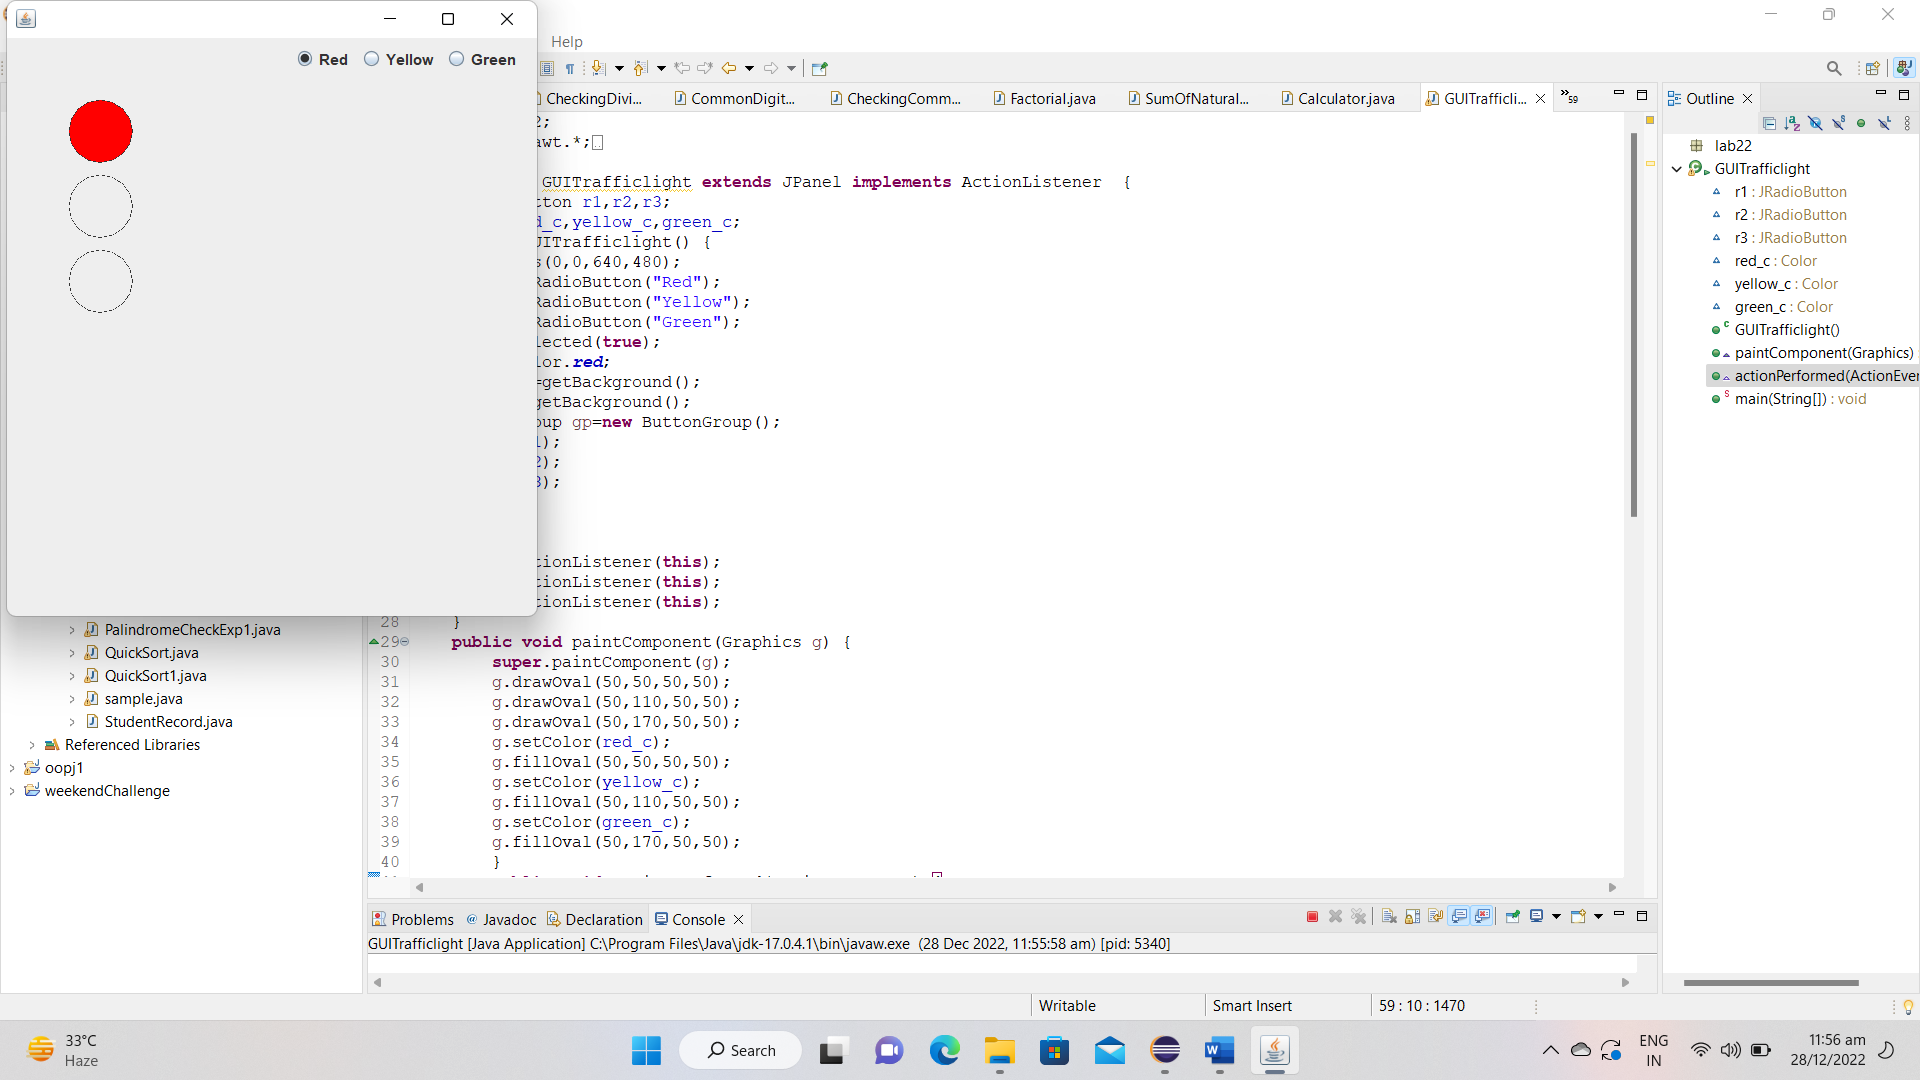 Red Yellow Green
Help
CheckingDivi...
CommonDigit...
CheckingComm...
Factorial.java
SumOfNatural...
Calculator.java
GUITrafficli...
59
2;
awt.*;
GUITrafficlight extends JPanel implements ActionListener {
tton r1,r2,r3;
d_c,yellow_c,green_c;
UITrafficlight() {
s(0,0,640,480);
RadioButton("Red");
RadioButton("Yellow");
RadioButton("Green");
lected(true);
lor.red;
=getBackground();
getBackground();
oup gp=new ButtonGroup();
1);
2);
3);
tionListener(this);
tionListener(this);
tionListener(this);
28 }
29 public void paintComponent(Graphics g) {
30 super.paintComponent(g);
31 g.drawOval(50,50,50,50);
32 g.drawOval(50,110,50,50);
33 g.drawOval(50,170,50,50);
34 g.setColor(red_c);
35 g.fillOval(50,50,50,50);
36 g.setColor(yellow_c);
37 g.fillOval(50,110,50,50);
38 g.setColor(green_c);
39 g.fillOval(50,170,50,50);
40 }
PalindromeCheckExp1.java
QuickSort.java
QuickSort1.java
sample.java
StudentRecord.java
Referenced Libraries
oopj1
weekendChallenge
Outline
lab22
GUITrafficlight
r1 : JRadioButton
r2 : JRadioButton
r3 : JRadioButton
red_c : Color
yellow_c : Color
green_c : Color
GUITrafficlight()
paintComponent(Graphics)
actionPerformed(ActionEver
main(String[]) : void
Problems @ Javadoc Declaration Console
GUITrafficlight [Java Application] C:\Program Files\Java\jdk-17.0.4.1\bin\javaw.exe (28 Dec 2022, 11:55:58 am) [pid: 5340]
Writable Smart Insert 59 : 10 : 1470
33°C
Haze
Search
ENG
IN
11:56 am
28/12/2022